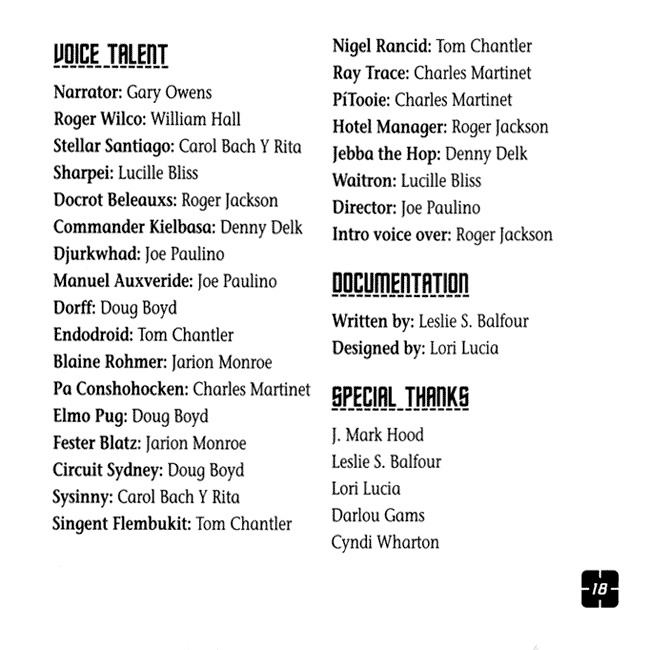 VOICE TALENT
Narrator: Gary Owens
Roger Wilco: William Hall
Stellar Santiago: Carol Bach Y Rita
Sharpei: Lucille Bliss
Docrot Beleauxs: Roger Jackson
Commander Kielbasa: Denny Delk
Djurkwhad: Joe Paulino
Manuel Auxveride: Joe Paulino
Dorff: Doug Boyd
Endodroid: Tom Chantler
Blaine Rohmer: Jarion Monroe
Pa Conshohocken: Charles Martinet
Elmo Pug: Doug Boyd
Fester Blatz: Jarion Monroe
Circuit Sydney: Doug Boyd
Sysinny: Carol Bach Y Rita
Singent Flembukit: Tom Chantler
Nigel Rancid: Tom Chantler
Ray Trace: Charles Martinet
PíTooie: Charles Martinet
Hotel Manager: Roger Jackson
Jebba the Hop: Denny Delk
Waitron: Lucille Bliss
Director: Joe Paulino
Intro voice over: Roger Jackson
DOCUMENTATION
Written by: Leslie S. Balfour
Designed by: Lori Lucia
SPECIAL THANKS
J. Mark Hood
Leslie S. Balfour
Lori Lucia
Darlou Gams
Cyndi Wharton
18